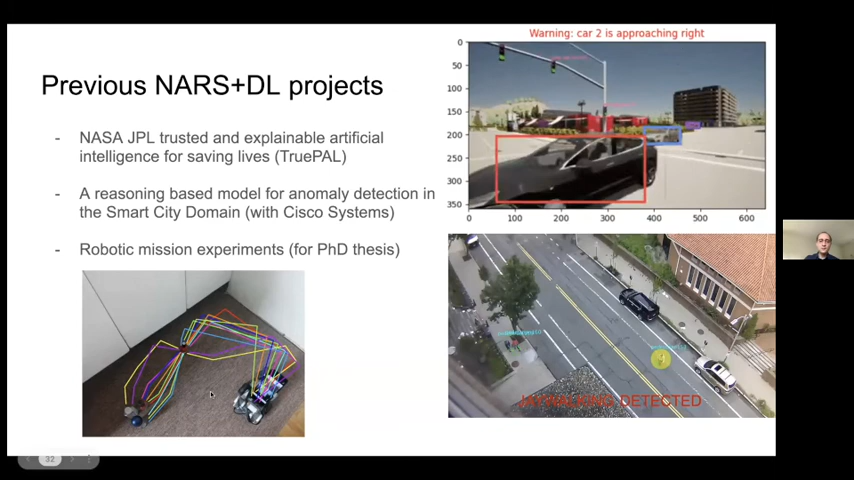 Warning: car 2 is approaching right
Previous NARS+DL projects
- NASA JPL trusted and explainable artificial
intelligence for saving lives (TruePAL)
- A reasoning based model for anomaly detection in
the Smart City Domain (with Cisco Systems)
- Robotic mission experiments (for PhD thesis)
0
50
100
150
200
250
300
350
0
100
200
300
400
500
600
JAYWALKING DETECTED
32